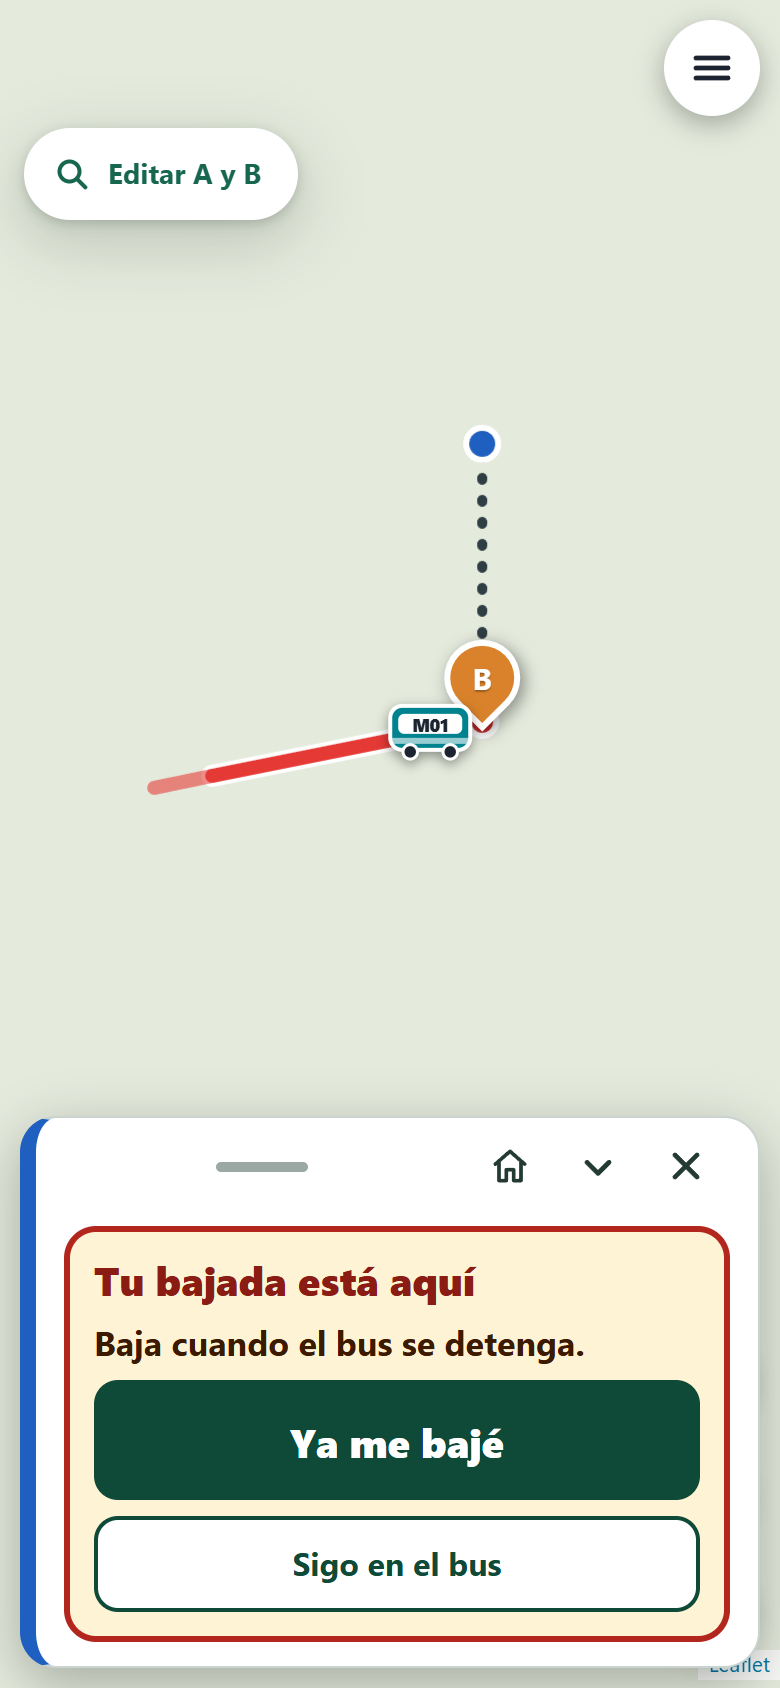 Editar A y B
B
M01
Tu bajada está aquí
Baja cuando el bus se detenga.
Ya me bajé
Sigo en el bus
Leaflet